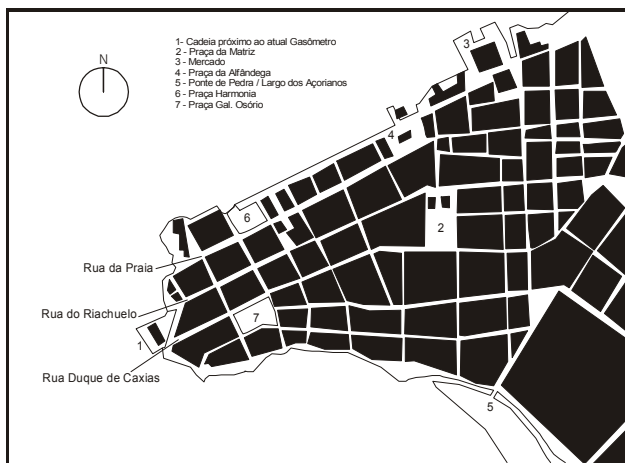 N
1- Cadeia próximo ao atual Gasômetro
2 - Praça da Matriz
3 - Mercado
4 - Praça da Alfândega
5 - Ponte de Pedra / Largo dos Açorianos
6 - Praça Harmonia
7 - Praça Gal. Osório
3
4
6
2
Rua da Praia
Rua do Riachuelo
7
1
Rua Duque de Caxias
5